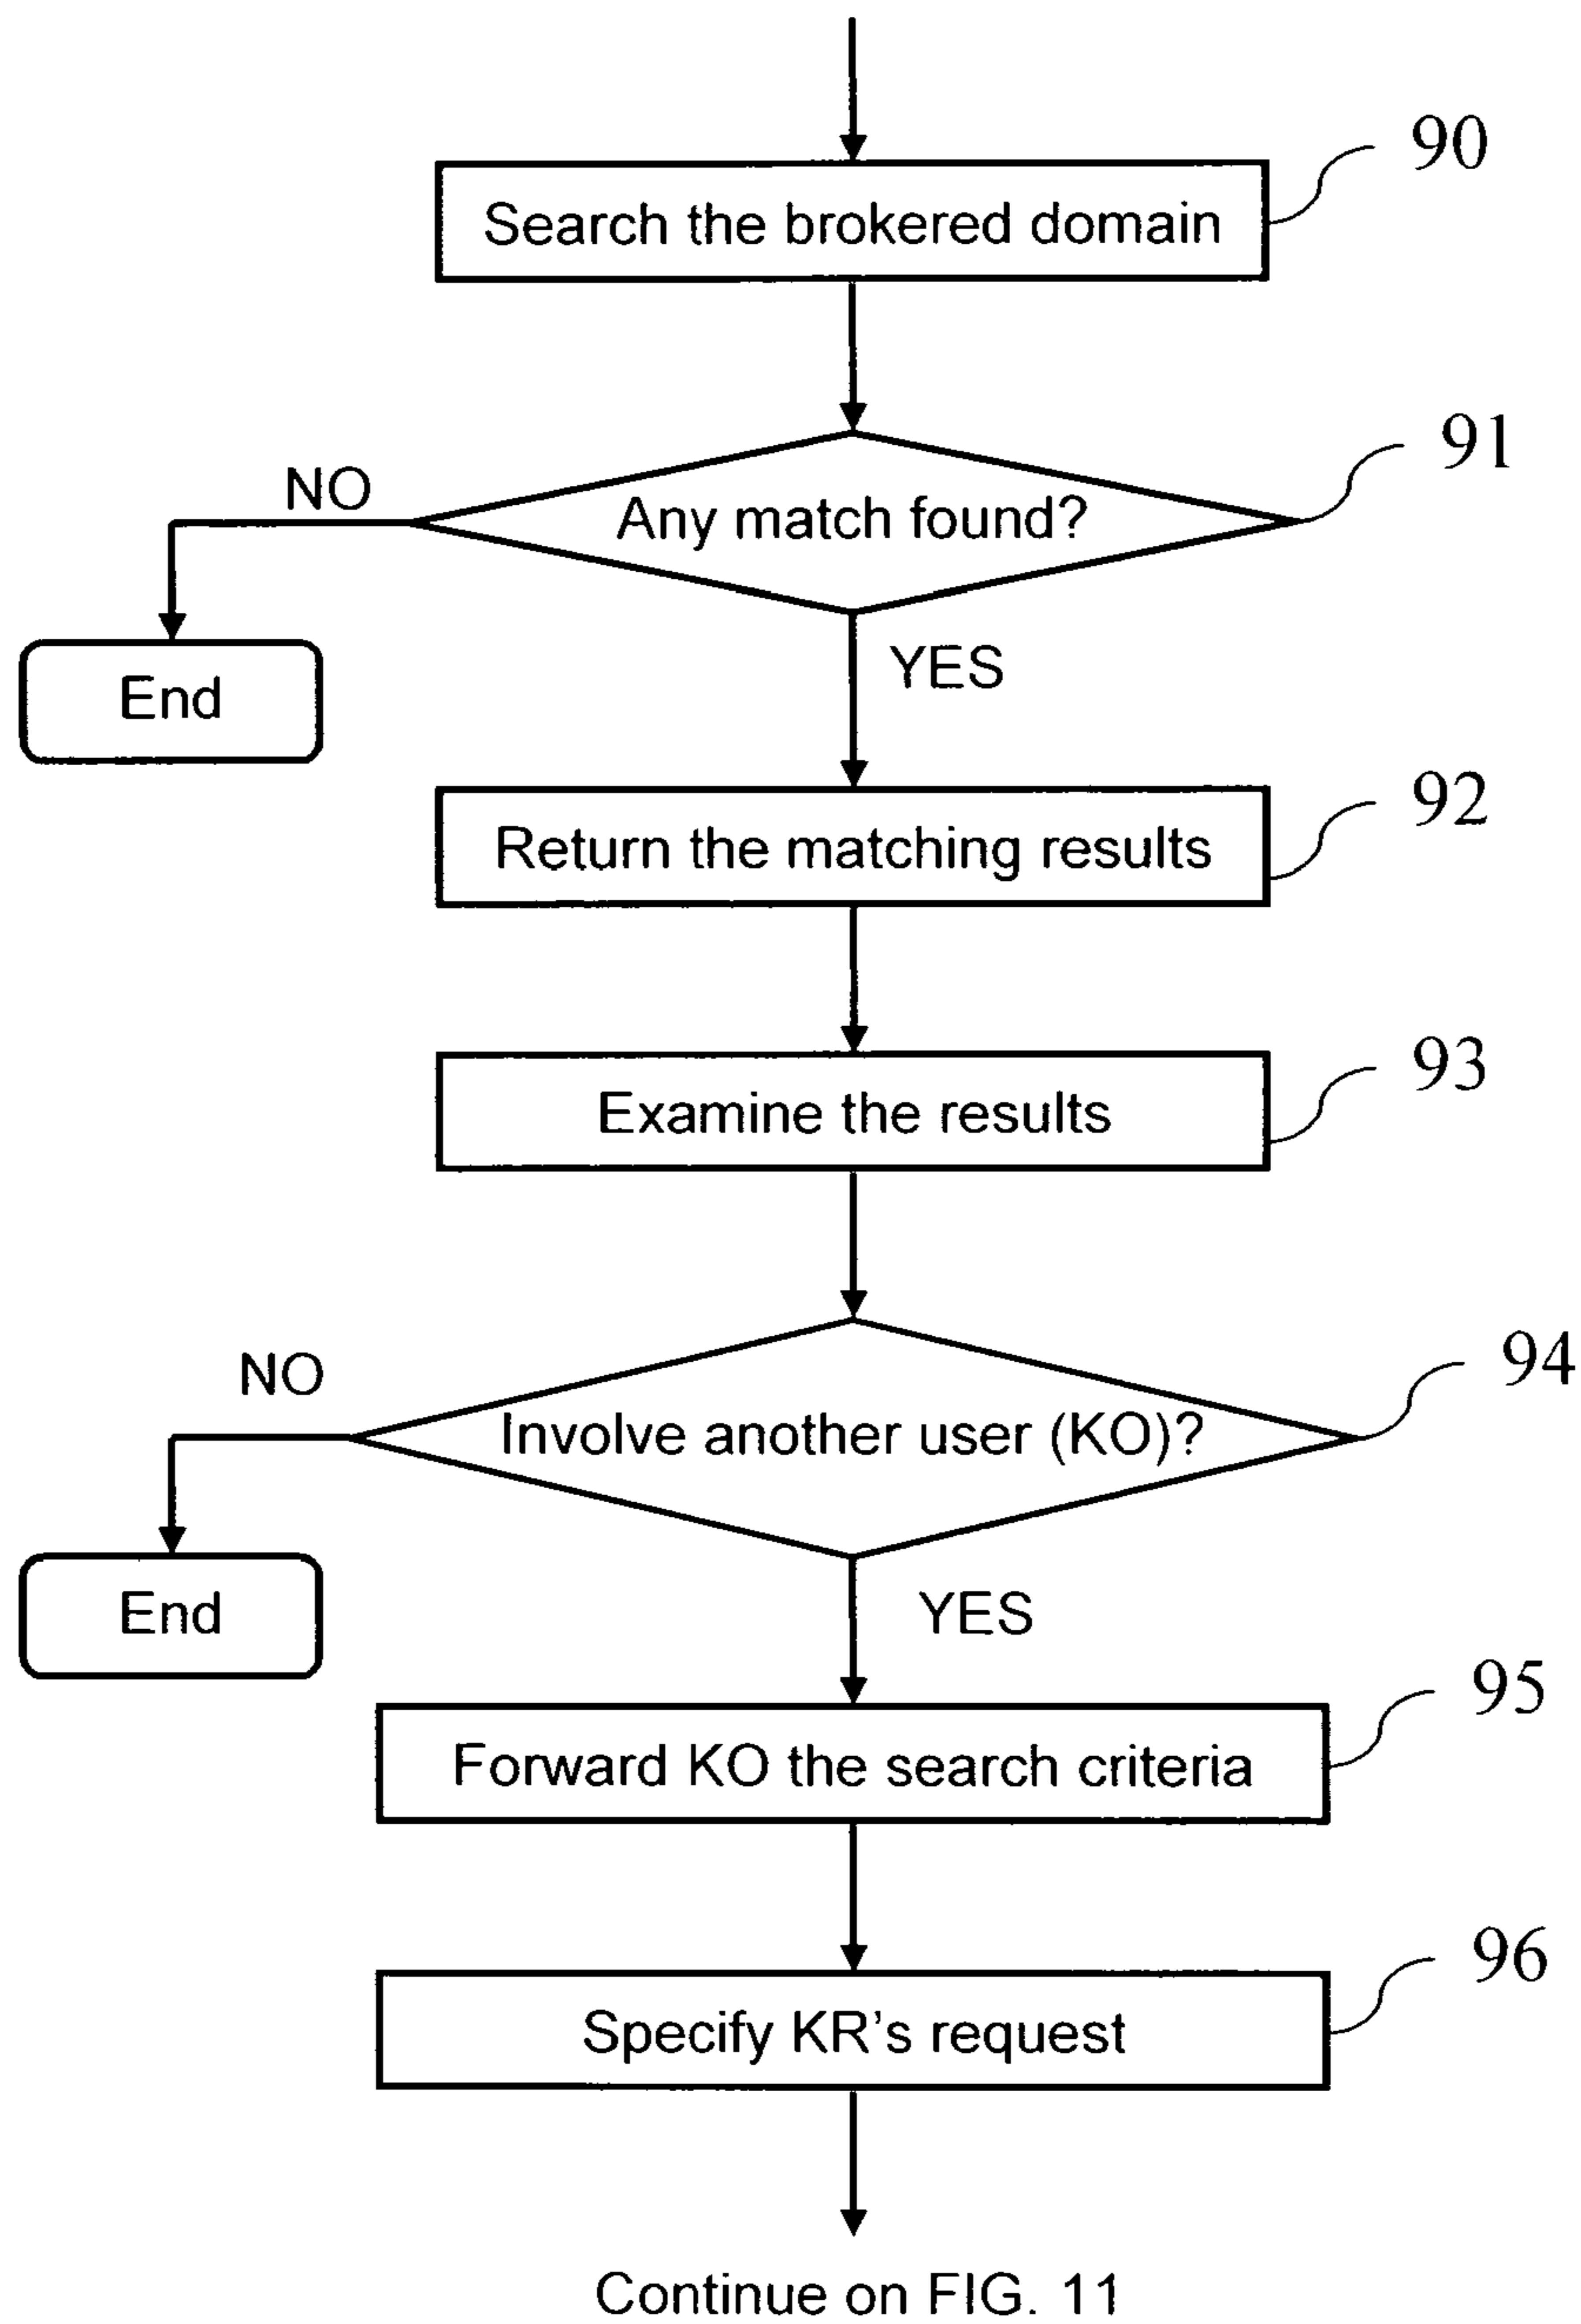 90
Search the brokered domain
91
NO
Any match found?
End
YES
92
Return the matching results
93
Examine the results
94
NO
Involve another user (KO)?
End
YES
95
Forward KO the search criteria
96
Specify KR’s request
Continue on FIG. 11